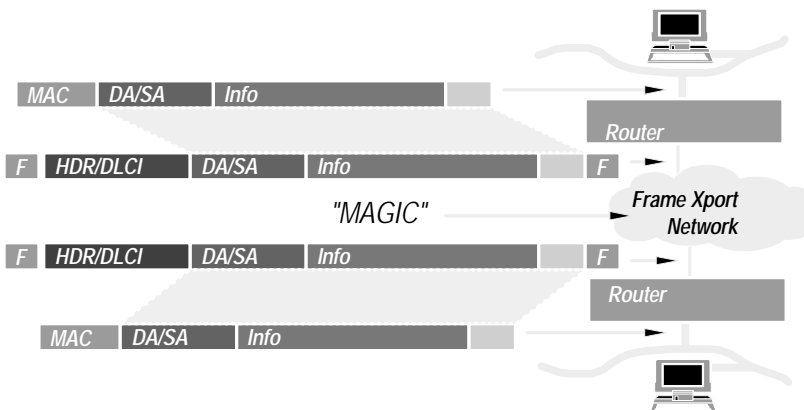 MAC DA/SA Info
Router
F HDR/DLCI DA/SA Info F
"MAGIC"
Frame Xport
Network
F HDR/DLCI DA/SA Info F
Router
MAC DA/SA Info